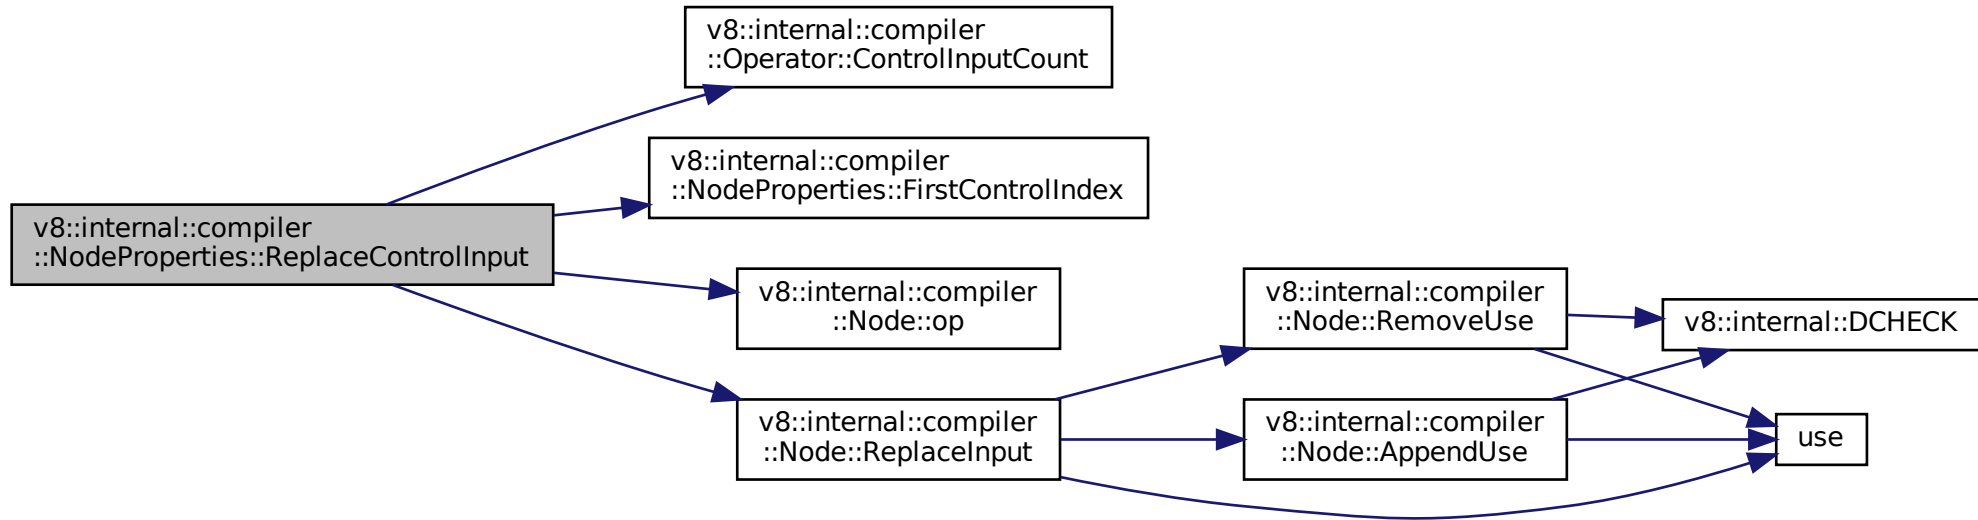 v8::internal::compiler
::Operator::ControlInputCount
v8::internal::compiler
::NodeProperties::FirstControlIndex
v8::internal::compiler
::NodeProperties::ReplaceControlInput
v8::internal::compiler
::Node::op
v8::internal::compiler
::Node::RemoveUse
v8::internal::DCHECK
v8::internal::compiler
::Node::ReplaceInput
v8::internal::compiler
::Node::AppendUse
use